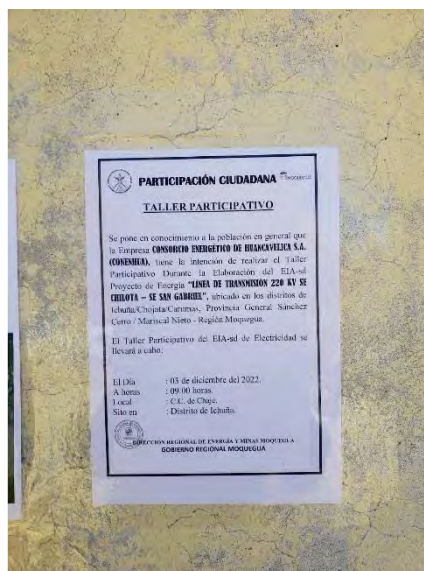 PARTICIPACIÓN CIUDADANA
TALLER PARTICIPATIVO
Se pone en conocimiento a la población en general que
la Empresa CONSORCIO ENERGETICO DE HUANCAVELICA S.A.
(CONENHUA), tiene la intención de realizar el Taller
Participativo Durante la Elaboración del EIA-sd
Proyecto de Energía "LINEA DE TRANSMISION 220 KV SE
CHILOTA – SE SAN GABRIEL", ubicado en los distritos de
Ichuña/Chojata/Carumas, Provincia General Sánchez
Cerro / Mariscal Nieto - Región Moquegua.
El Taller Participativo del EIA-sd de Electricidad se
llevará a cabo:
El Día : 03 de diciembre del 2022.
A horas : 09.00 horas.
Local : C.C. de Chaje.
Sito en : Distrito de Ichuña.
DIRECCIÓN REGIONAL DE ENERGÍA Y MINAS MOQUEGUA
GOBIERNO REGIONAL MOQUEGUA